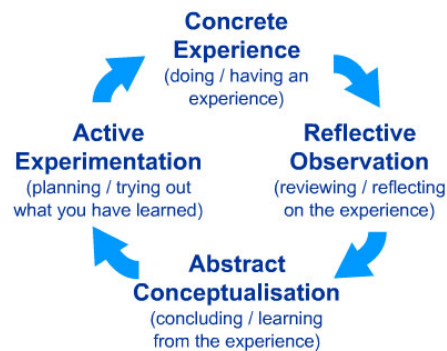 Concrete
Experience
(doing / having an
experience)
Active
Experimentation
(planning / trying out
what you have learned)
Reflective
Observation
(reviewing / reflecting
on the experience)
Abstract
Conceptualisation
(concluding / learning
from the experience)